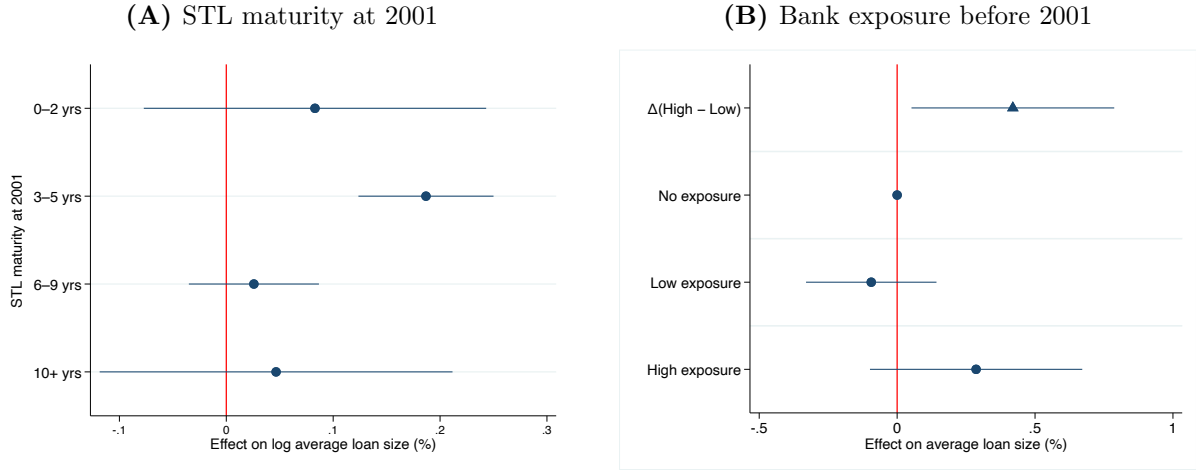 (A) STL maturity at 2001
STL maturity at 2001
0–2 yrs
3–5 yrs
6–9 yrs
10+ yrs
-.1 0 .1 .2 .3
Effect on log average loan size (%)
(B) Bank exposure before 2001
Δ(High − Low)
No exposure
Low exposure
High exposure
-.5 0 .5 1
Effect on average loan size (%)